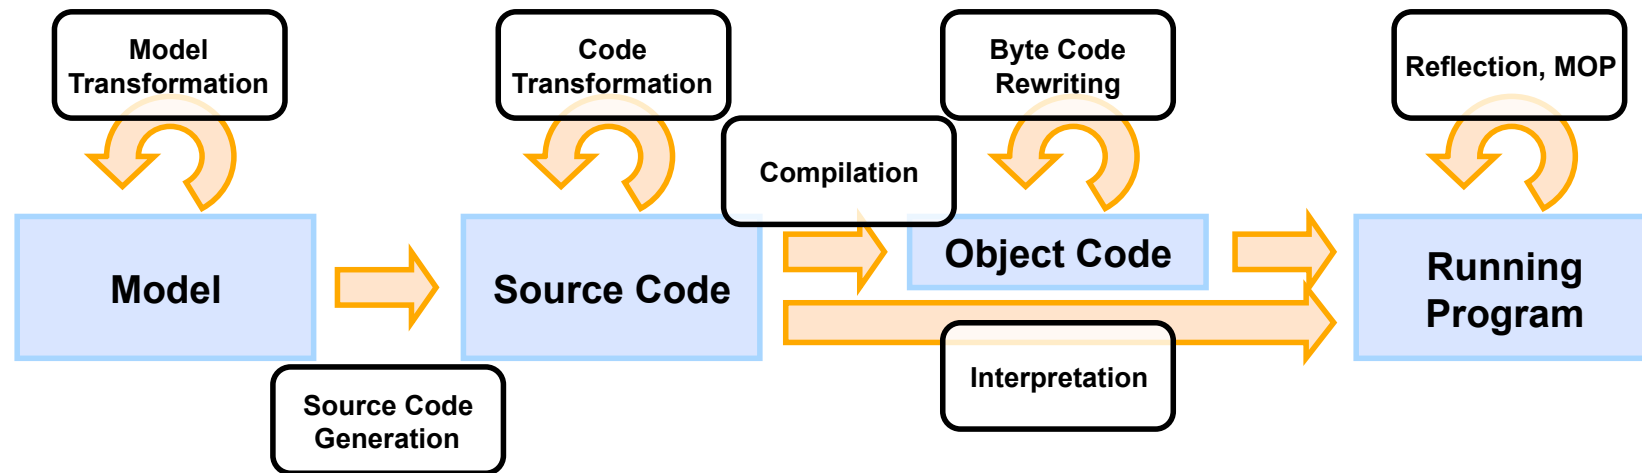 Model
Transformation
Code
Transformation
Byte Code
Rewriting
Reflection, MOP
Compilation
Model
Source Code
Object Code
Running
Program
Source Code
Generation
Interpretation